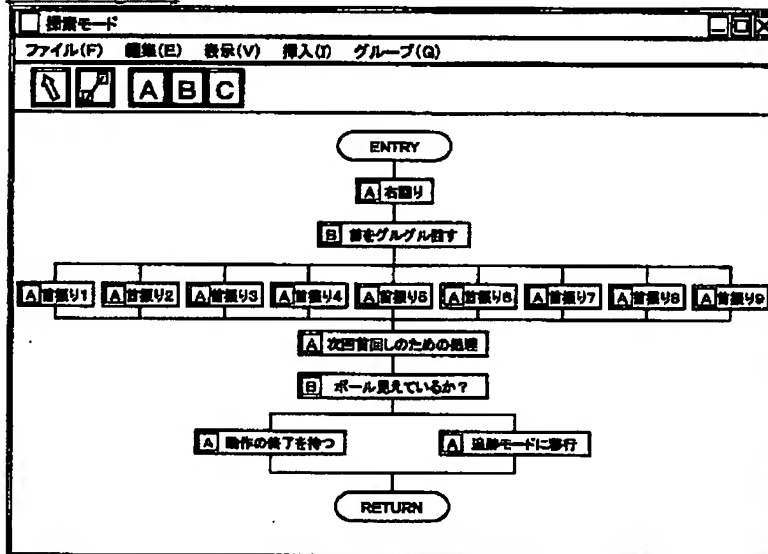 探索モード
ファイル(F) 編集(E) 表示(V) 挿入(I) グループ(G)
A B C
ENTRY
A 右回り
B 首をグルグル回す
A 首振り1 A 首振り2 A 首振り3 A 首振り4 A 首振り5 A 首振り6 A 首振り7 A 首振り8 A 首振り9
A 次回首回しのための処理
B ボール見えているか?
A 動作の終了を待つ A 追跡モードに移行
RETURN